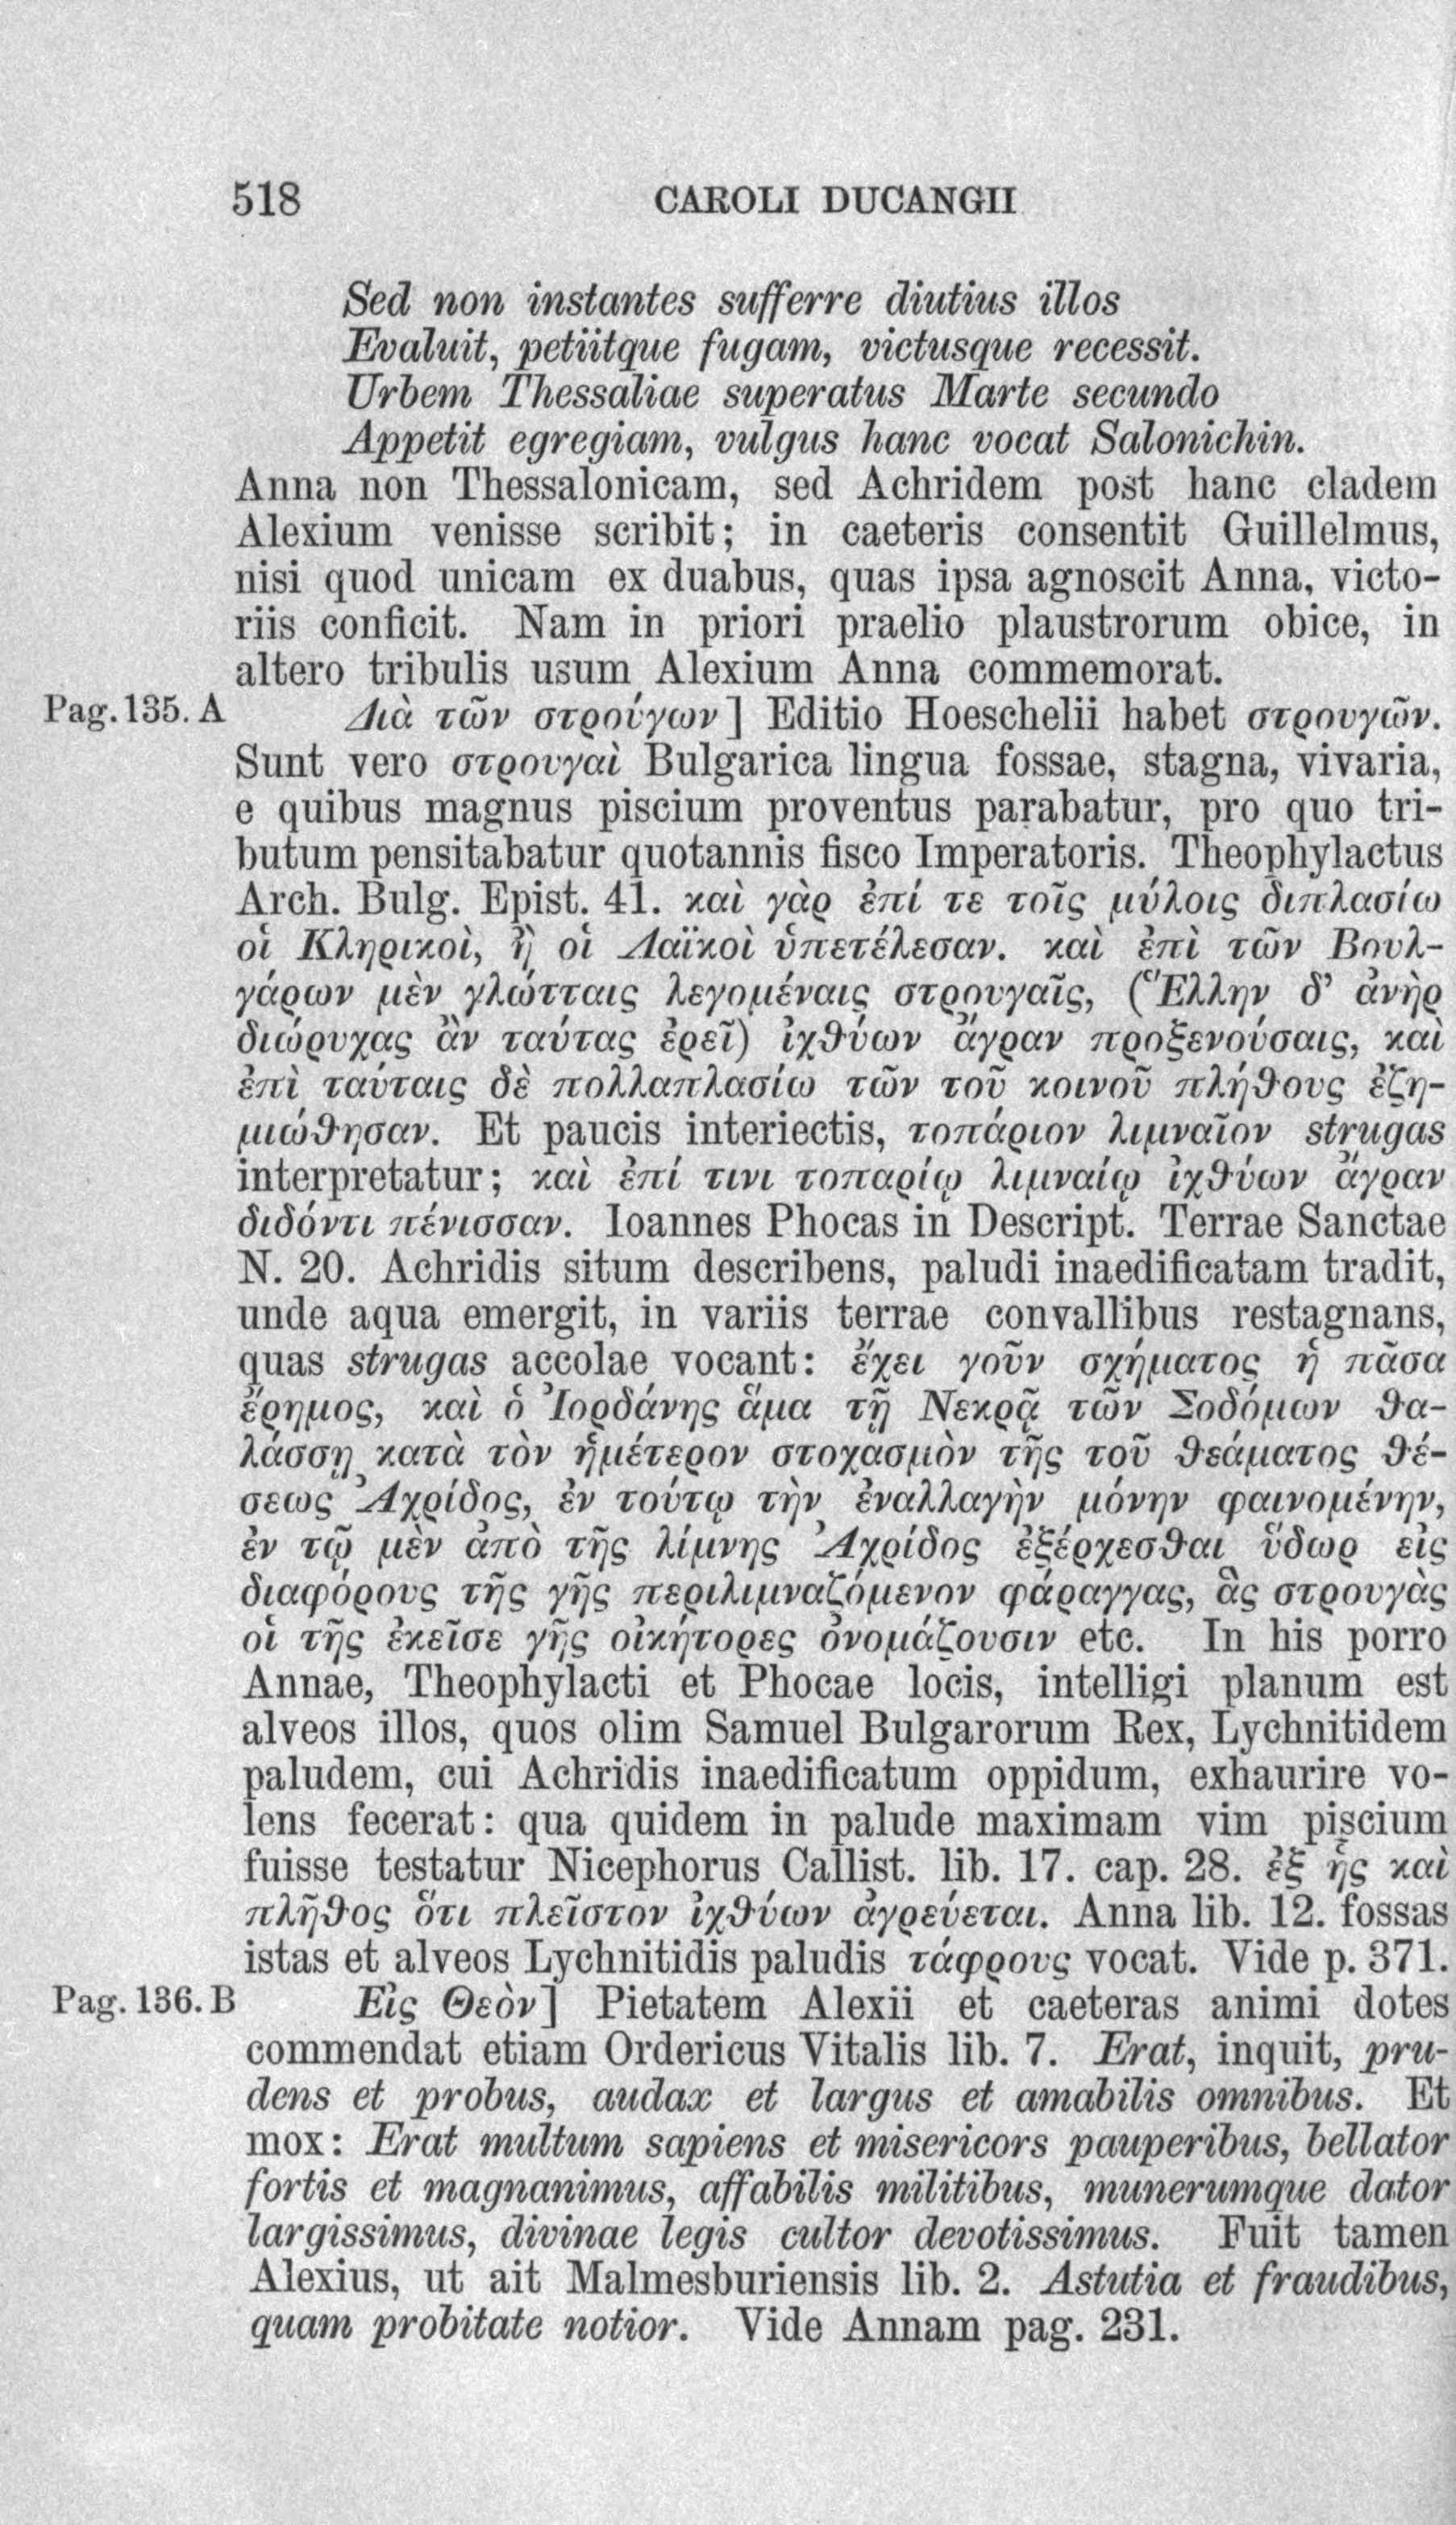 518 CAROLI DUCANGII
Sed non instantes sufferre diutius illos
Evaluit, petiitque fugam, victusque recessit.
Urbem Thessaliae superatus Marte secundo
Appetit egregiam, vulgus hanc vocat Salonichin.
Anna non Thessalonicam, sed Achridem post hanc cladem
Alexium venisse scribit; in caeteris consentit Guillelmus,
nisi quod unicam ex duabus, quas ipsa agnoscit Anna, victo-
riis conficit. Nam in priori praelio plaustrorum obice, in
altero tribulis usum Alexium Anna commemorat.
Pag. 135. A Διὰ τῶν στρούγων] Editio Hoeschelii habet στρουγῶν.
Sunt vero στρουγαὶ Bulgarica lingua fossae, stagna, vivaria,
e quibus magnus piscium proventus parabatur, pro quo tri-
butum pensitabatur quotannis fisco Imperatoris. Theophylactus
Arch. Bulg. Epist. 41. καὶ γὰρ ἐπί τε τοῖς μύλοις διπλασίω
οἱ Κληρικοὶ, ἢ οἱ Λαϊκοὶ ὑπετέλεσαν. καὶ ἐπὶ τῶν Βουλ-
γάρων μὲν γλώτταις λεγομέναις στρουγαῖς, (Ἕλλην δ' ἀνὴρ
διώρυχας ἂν ταύτας ἐρεῖ) ἰχθύων ἄγραν προξενούσαις, καὶ
ἐπὶ ταύταις δὲ πολλαπλασίω τῶν τοῦ κοινοῦ πλήθους ἐζη-
μιώθησαν. Et paucis interiectis, τοπάριον λιμναῖον strugas
interpretatur; καὶ ἐπί τινι τοπαρίῳ λιμναίῳ ἰχθύων ἄγραν
διδόντι πένισσαν. Ioannes Phocas in Descript. Terrae Sanctae
N. 20. Achridis situm describens, paludi inaedificatam tradit,
unde aqua emergit, in variis terrae convallibus restagnans,
quas strugas accolae vocant: ἔχει γοῦν σχήματος ἡ πᾶσα
ἔρημος, καὶ ὁ Ἰορδάνης ἅμα τῇ Νεκρᾷ τῶν Σοδόμων θα-
λάσσῃ κατὰ τὸν ἡμέτερον στοχασμὸν τῆς τοῦ θεάματος θέ-
σεως Ἀχρίδος, ἐν τούτῳ τὴν ἐναλλαγὴν μόνην φαινομένην,
ἐν τῷ μὲν ἀπὸ τῆς λίμνης Ἀχρίδος ἐξέρχεσθαι ὕδωρ εἰς
διαφόρους τῆς γῆς περιλιμναζόμενον φάραγγας, ἃς στρουγὰς
οἱ τῆς ἐκεῖσε γῆς οἰκήτορες ὀνομάζουσιν etc. In his porro
Annae, Theophylacti et Phocae locis, intelligi planum est
alveos illos, quos olim Samuel Bulgarorum Rex, Lychnitidem
paludem, cui Achridis inaedificatum oppidum, exhaurire vo-
lens fecerat: qua quidem in palude maximam vim piscium
fuisse testatur Nicephorus Callist. lib. 17. cap. 28. ἐξ ἧς καὶ
πλῆθος ὅτι πλεῖστον ἰχθύων ἀγρεύεται. Anna lib. 12. fossas
istas et alveos Lychnitidis paludis τάφρους vocat. Vide p. 371.
Pag. 136. B Εἰς Θεὸν] Pietatem Alexii et caeteras animi dotes
commendat etiam Ordericus Vitalis lib. 7. Erat, inquit, pru-
dens et probus, audax et largus et amabilis omnibus. Et
mox: Erat multum sapiens et misericors pauperibus, bellator
fortis et magnanimus, affabilis militibus, munerumque dator
largissimus, divinae legis cultor devotissimus. Fuit tamen
Alexius, ut ait Malmesburiensis lib. 2. Astutia et fraudibus,
quam probitate notior. Vide Annam pag. 231.